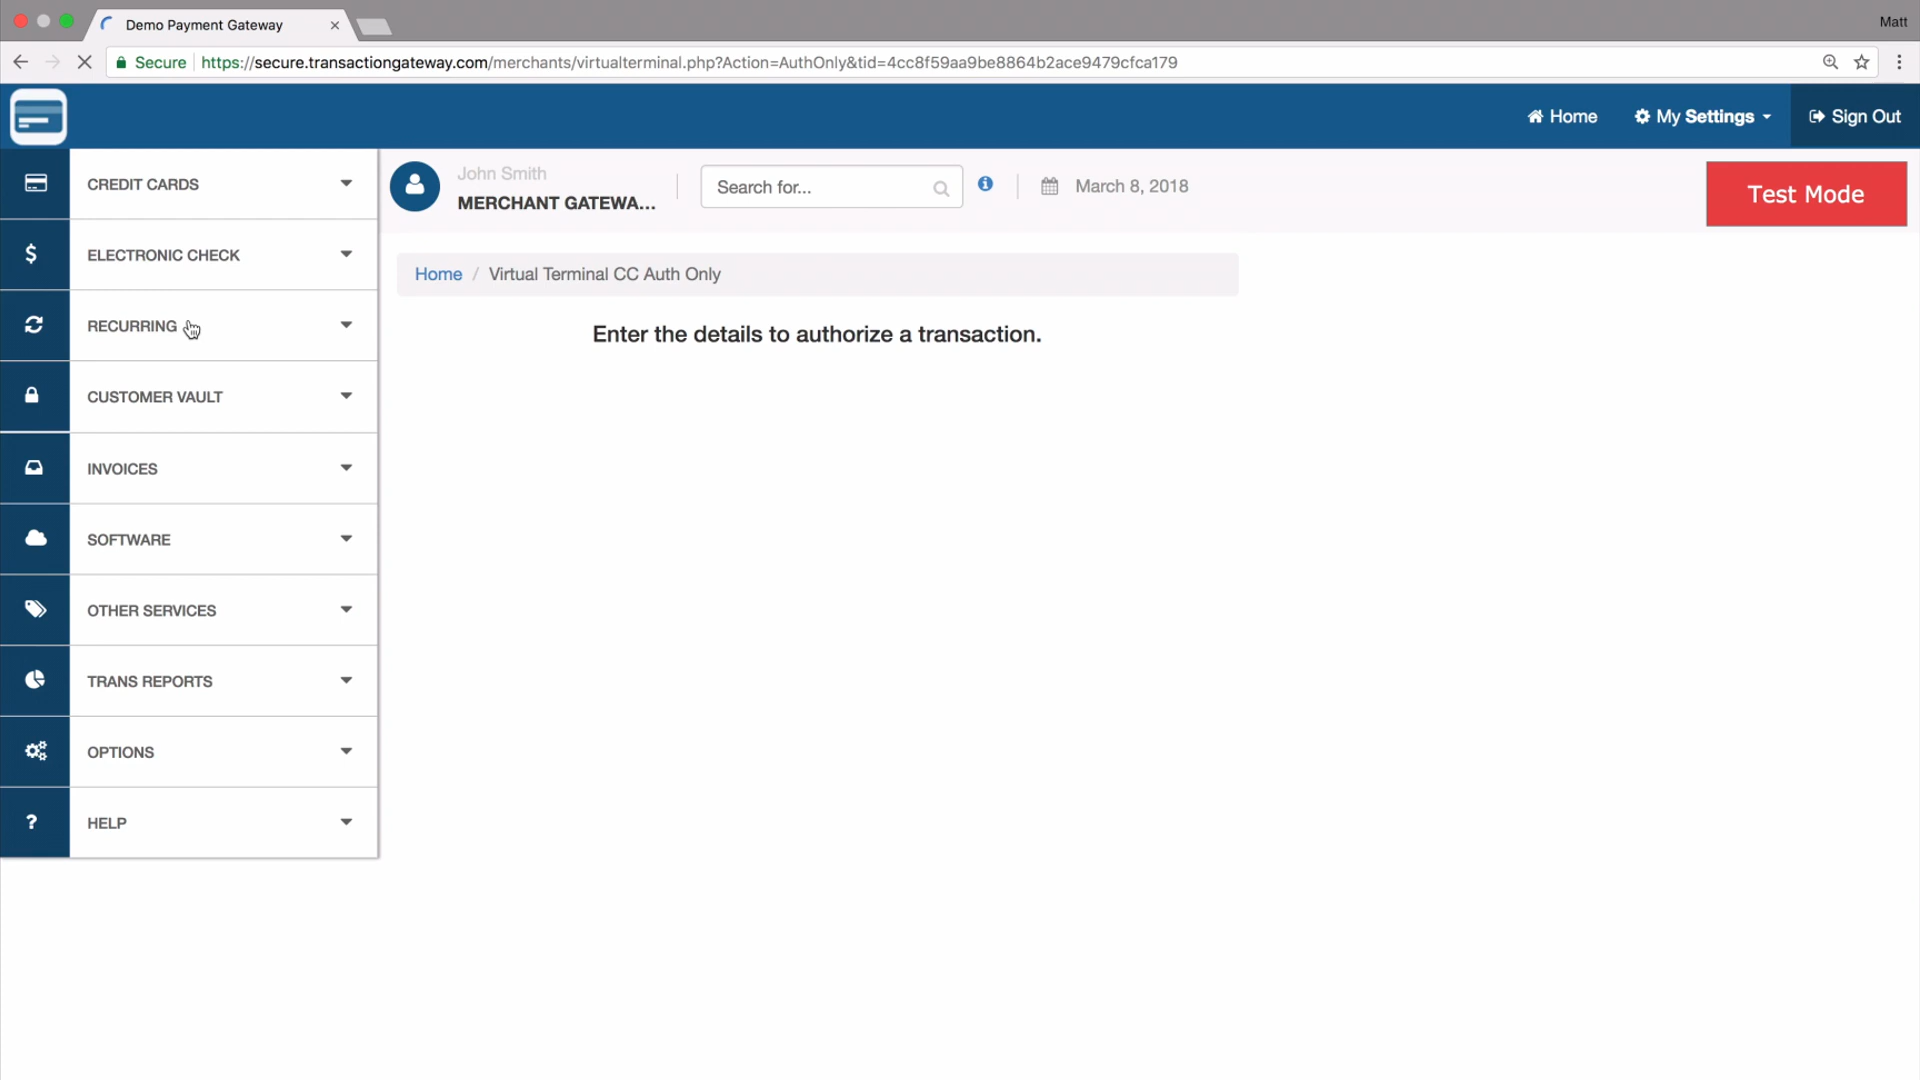 Demo Payment Gateway
Matt
Secure https://secure.transactiongateway.com/merchants/virtualterminal.php?Action=AuthOnly&tid=4cc8f59aa9be8864b2ace9479cfca179
Home My Settings Sign Out
CREDIT CARDS
ELECTRONIC CHECK
RECURRING
CUSTOMER VAULT
INVOICES
SOFTWARE
OTHER SERVICES
TRANS REPORTS
OPTIONS
HELP
John Smith
MERCHANT GATEWA...
Search for...
March 8, 2018
Test Mode
Home / Virtual Terminal CC Auth Only
Enter the details to authorize a transaction.